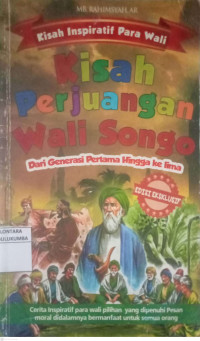 MR. RAHIMSYAH.AR
Kisah Inspiratif Para Wali
Kisah
Perjuangan
Wali Songo
Dari Generasi Pertama Hingga ke lima
EDISI EKSKLUSIF
Cerita Inspiratif para wali pilihan yang dipenuhi Pesan
moral didalamnya bermanfaat untuk semua orang